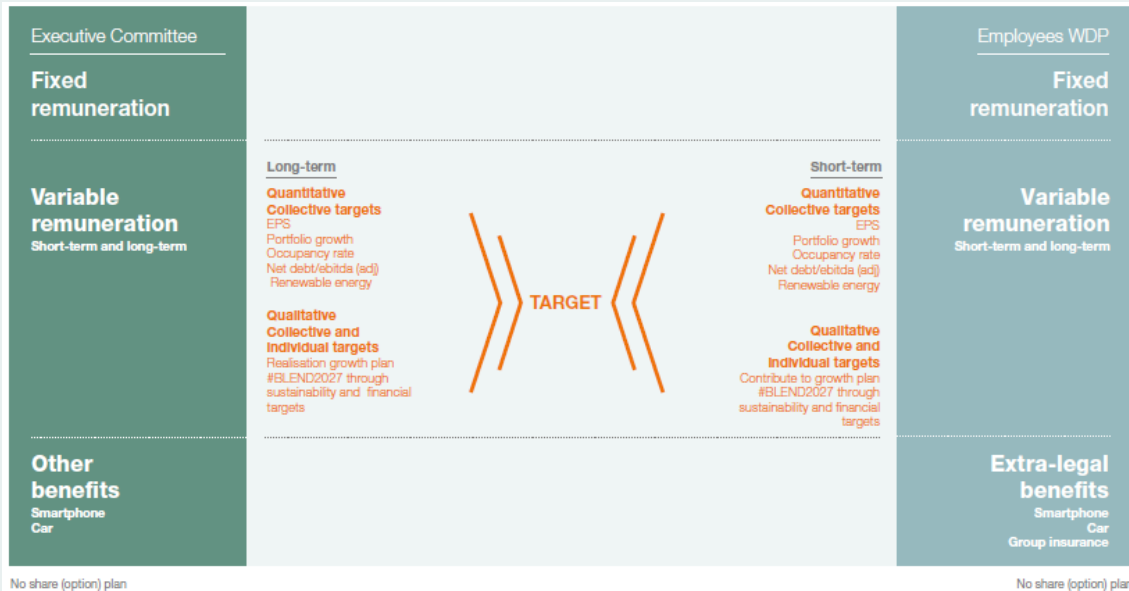 Executive Committee
Fixed
remuneration
Variable
remuneration
Short-term and long-term
Other
benefits
Smartphone
Car
No share (option) plan
Long-term
Quantitative
Collective targets
EPS
Portfolio growth
Occupancy rate
Net debt/ebitda (adj)
Renewable energy
Qualitative
Collective and
individual targets
Realisation growth plan
#BLEND2027 through
sustainability and financial
targets
TARGET
Short-term
Quantitative
Collective targets
EPS
Portfolio growth
Occupancy rate
Net debt/ebitda (adj)
Renewable energy
Qualitative
Collective and
individual targets
Contribute to growth plan
#BLEND2027 through
sustainability and financial
targets
Employees WDP
Fixed
remuneration
Variable
remuneration
Short-term and long-term
Extra-legal
benefits
Smartphone
Car
Group insurance
No share (option) plan